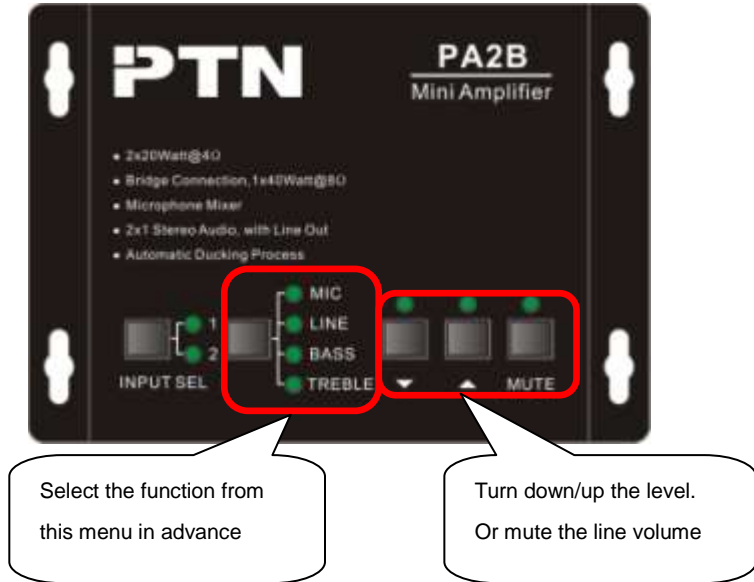 PTN
PA2B
Mini Amplifier
• 2x20Watt@4Ω
• Bridge Connection,1x40Watt@8Ω
• Microphone Mixer
• 2x1 Stereo Audio, with Line Out
• Automatic Ducking Process
MIC
1 LINE
2 BASS
INPUT SEL TREBLE ▼ ▲ MUTE
Select the function from
this menu in advance
Turn down/up the level.
Or mute the line volume